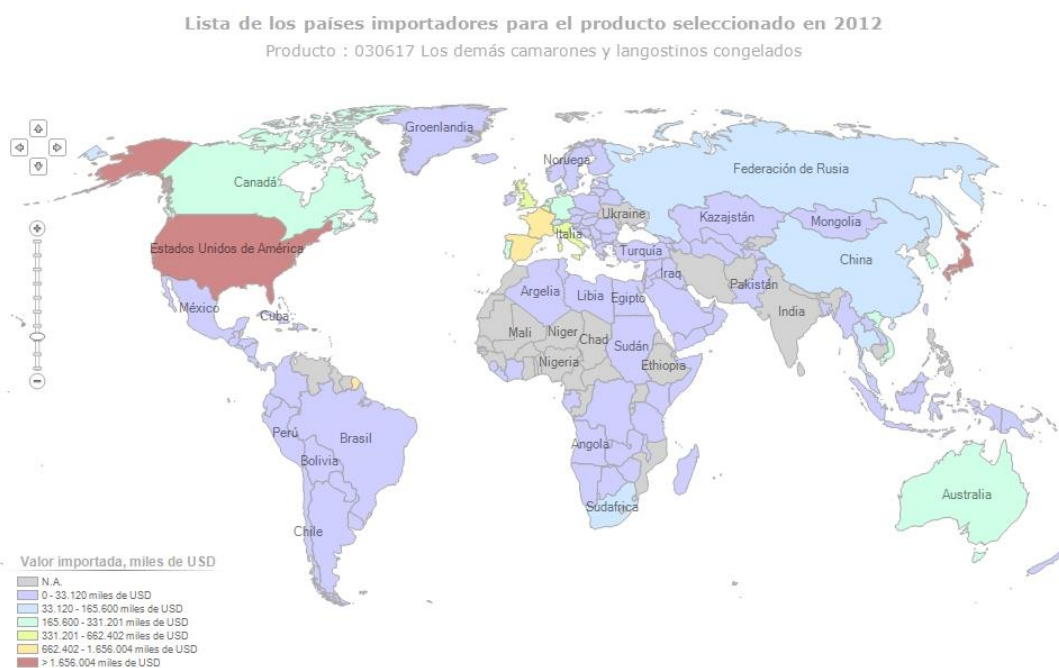 Lista de los países importadores para el producto seleccionado en 2012
Producto : 030617 Los demás camarones y langostinos congelados
Groenlandia
Noruega
Federación de Rusia
Canadá
Ukraine
Kazajstán
Mongolia
Estados Unidos de América
Italia
Turquia
China
Iraq
Pakistán
Argelia
Libia
Egipto
India
México
Cuba
Mali
Niger
Chad
Sudán
Nigeria
Ethiopia
Perú
Brasil
Angola
Bolivia
Australia
Sudafrica
Chile
Valor importada, miles de USD
N.A.
0 - 33.120 miles de USD
33.120 - 165.600 miles de USD
165.600 - 331.201 miles de USD
331.201 - 662.402 miles de USD
662.402 - 1.656.004 miles de USD
> 1.656.004 miles de USD